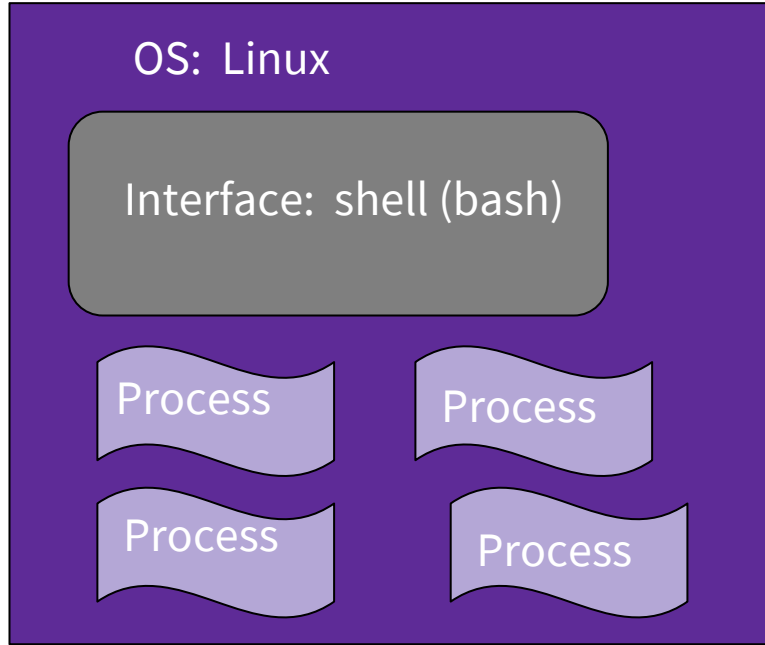 OS: Linux
Interface: shell (bash)
Process
Process
Process
Process